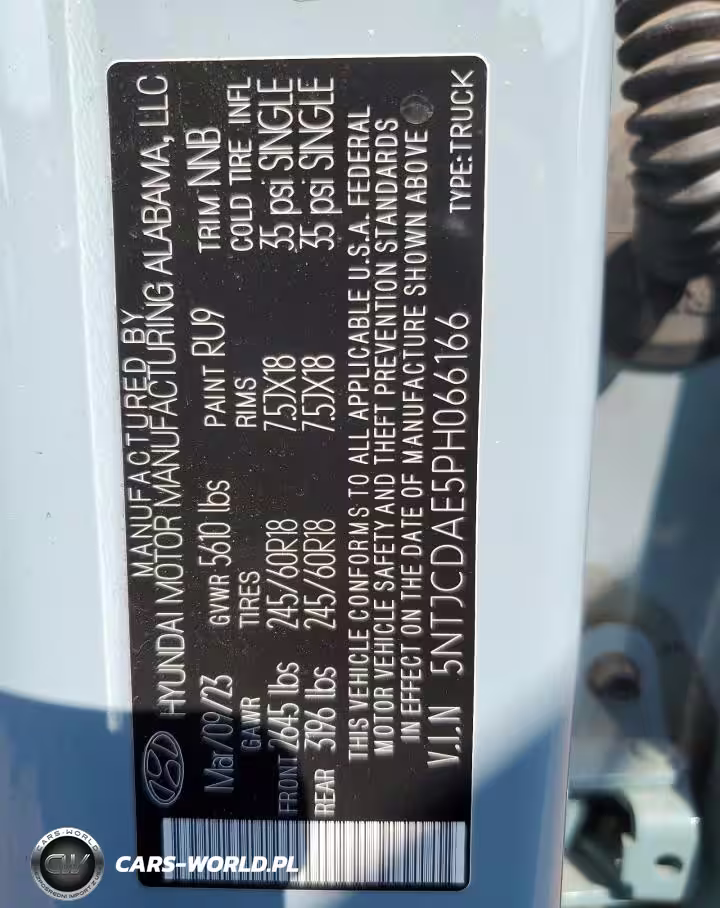 MANUFACTURED BY
HYUNDAI MOTOR MANUFACTURING ALABAMA, LLC
Mar/09/23 GVWR 5610 lbs PAINT RU9 TRIM NNB
GAWR TIRES RIMS COLD TIRE INFL
FRONT 2645 lbs 245/60R18 7.5JX18 35 psi SINGLE
REAR 3196 lbs 245/60R18 7.5JX18 35 psi SINGLE
THIS VEHICLE CONFORMS TO ALL APPLICABLE U.S.A. FEDERAL
MOTOR VEHICLE SAFETY AND THEFT PREVENTION STANDARDS
IN EFFECT ON THE DATE OF MANUFACTURE SHOWN ABOVE
V.I.N 5NTJCDAE5PH066166 TYPE:TRUCK
CARS-WORLD
CW
CARS-WORLD.PL